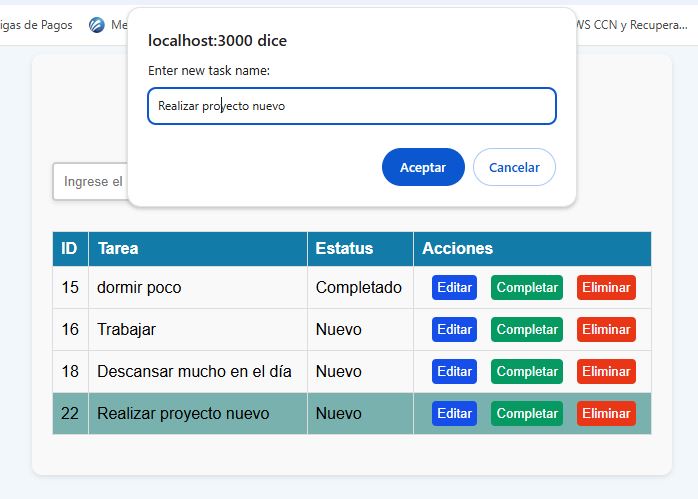 igas de Pagos
Me
WS CCN y Recupera...
localhost:3000 dice
Enter new task name:
Realizar proyecto nuevo
Aceptar
Cancelar
Ingrese el
ID Tarea Estatus Acciones
15 dormir poco Completado Editar Completar Eliminar
16 Trabajar Nuevo Editar Completar Eliminar
18 Descansar mucho en el día Nuevo Editar Completar Eliminar
22 Realizar proyecto nuevo Nuevo Editar Completar Eliminar